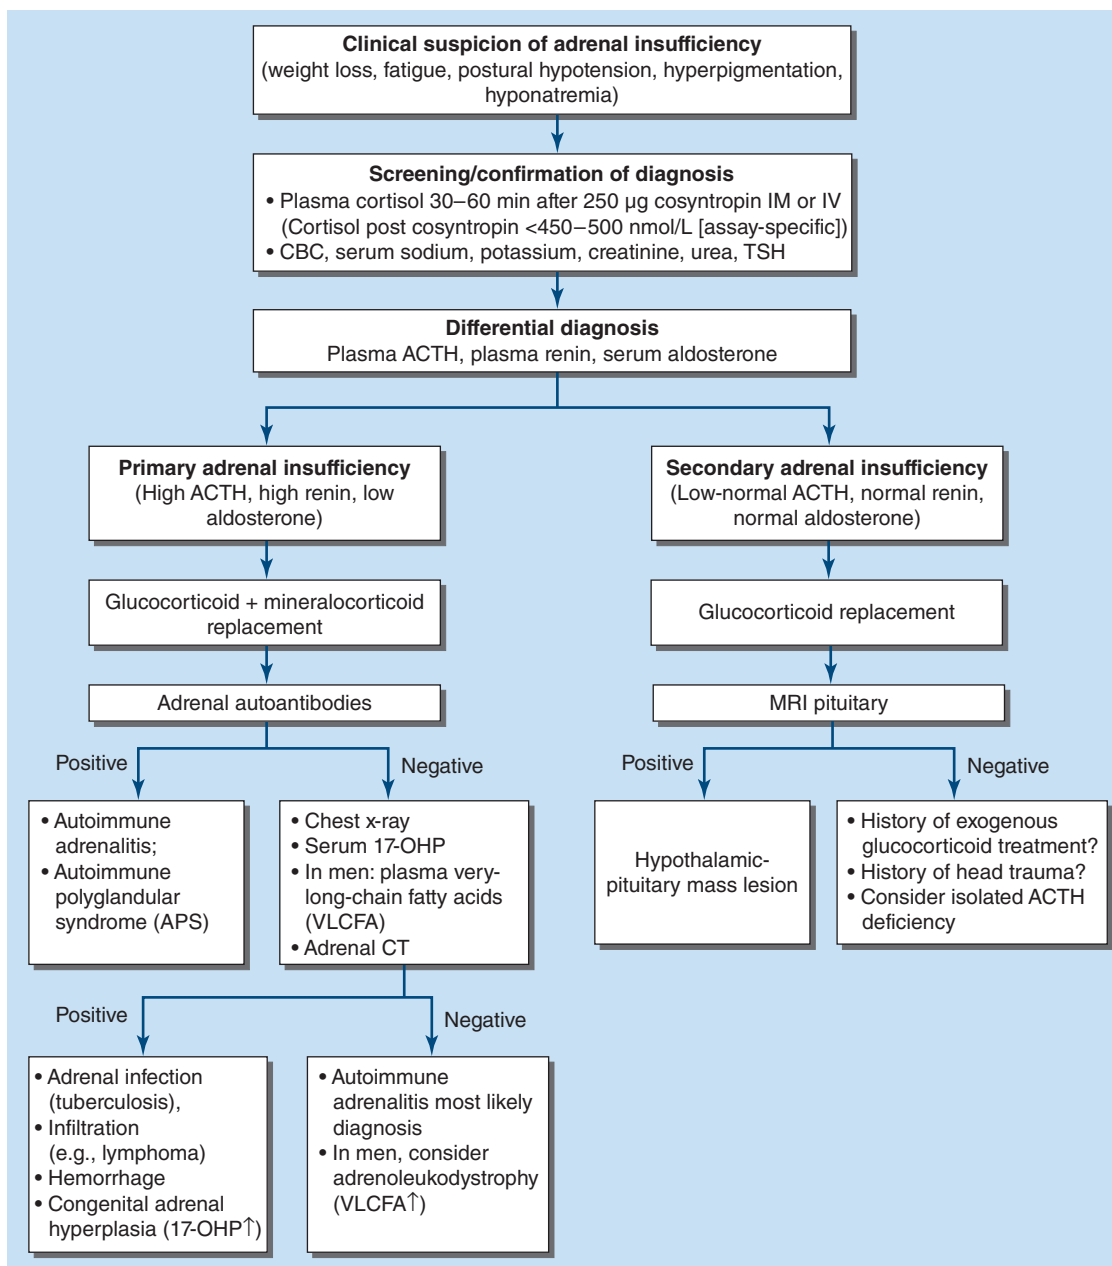 Clinical suspicion of adrenal insufficiency
(weight loss, fatigue, postural hypotension, hyperpigmentation,
hyponatremia)
Screening/confirmation of diagnosis
• Plasma cortisol 30–60 min after 250 μg cosyntropin IM or IV
(Cortisol post cosyntropin <450–500 nmol/L [assay-specific])
• CBC, serum sodium, potassium, creatinine, urea, TSH
Differential diagnosis
Plasma ACTH, plasma renin, serum aldosterone
Primary adrenal insufficiency
(High ACTH, high renin, low
aldosterone)
Secondary adrenal insufficiency
(Low-normal ACTH, normal renin,
normal aldosterone)
Glucocorticoid + mineralocorticoid
replacement
Glucocorticoid replacement
Adrenal autoantibodies
MRI pituitary
Positive
Negative
Positive
Negative
• Autoimmune
adrenalitis;
• Autoimmune
polyglandular
syndrome (APS)
• Chest x-ray
• Serum 17-OHP
• In men: plasma very-
long-chain fatty acids
(VLCFA)
• Adrenal CT
Hypothalamic-
pituitary mass lesion
• History of exogenous
glucocorticoid treatment?
• History of head trauma?
• Consider isolated ACTH
deficiency
Positive
Negative
• Adrenal infection
(tuberculosis),
• Infiltration
(e.g., lymphoma)
• Hemorrhage
• Congenital adrenal
hyperplasia (17-OHP↑)
• Autoimmune
adrenalitis most likely
diagnosis
• In men, consider
adrenoleukodystrophy
(VLCFA↑)